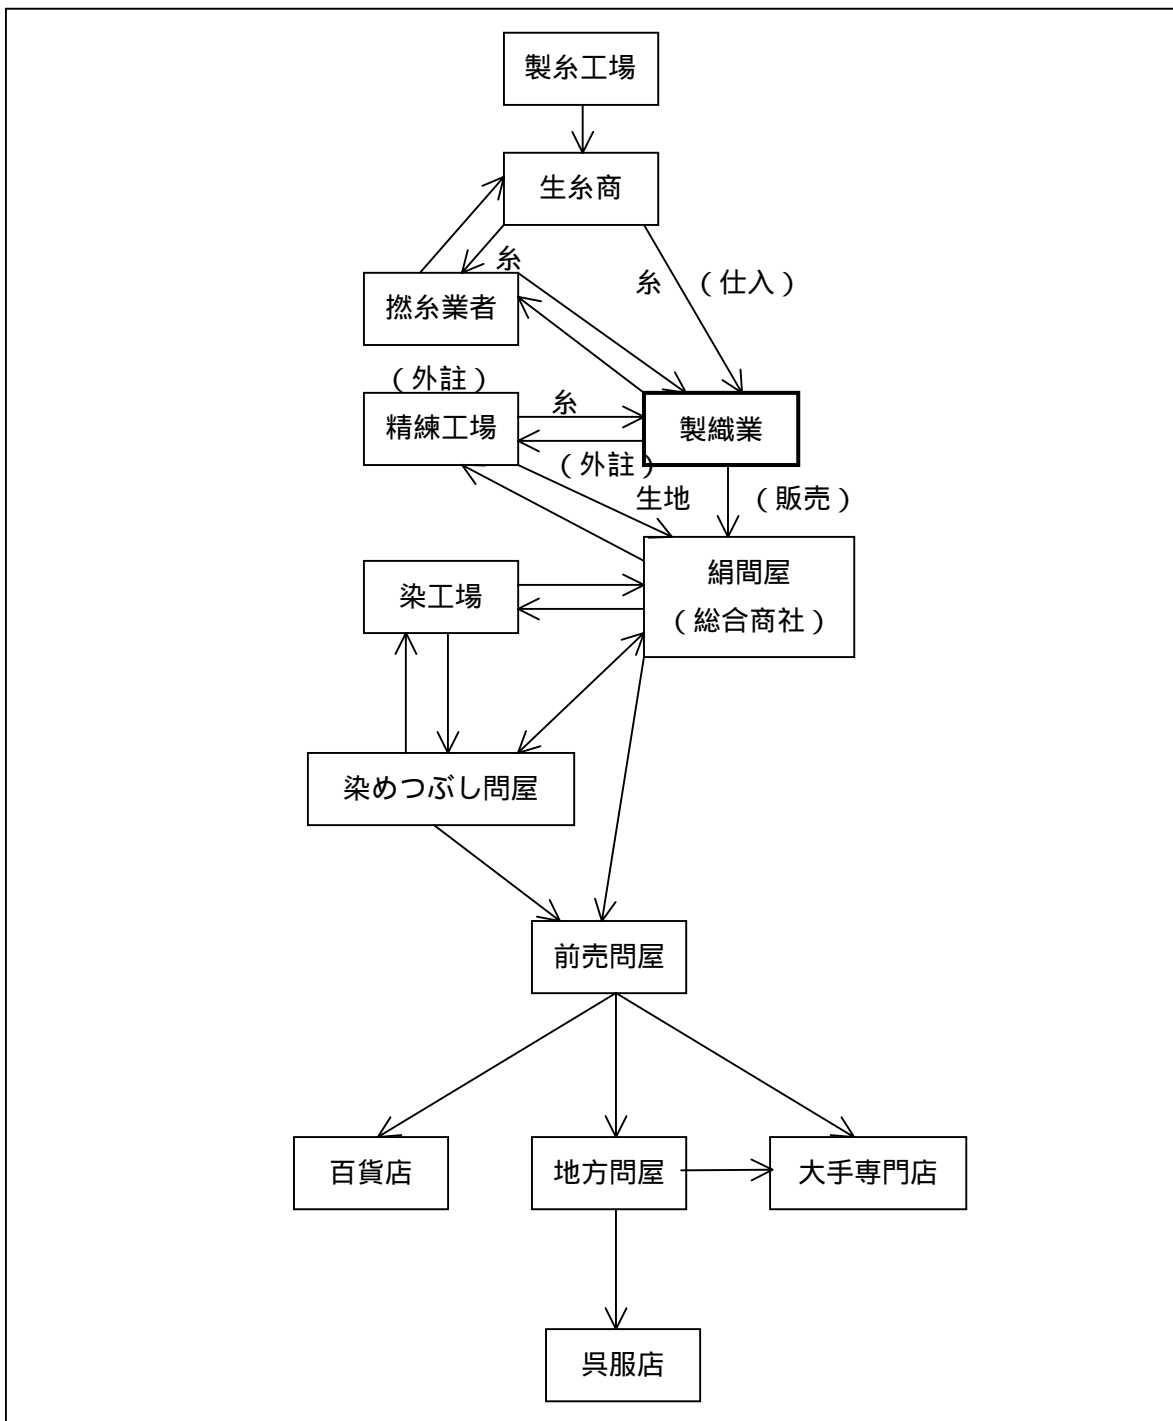 製糸工場
生糸商
糸
糸 （仕入）
撚糸業者
（外註）
精練工場
糸
製織業
（外註）
生地 （販売）
絹間屋
（総合商社）
染工場
染めつぶし問屋
前売問屋
百貨店
地方問屋
大手専門店
呉服店